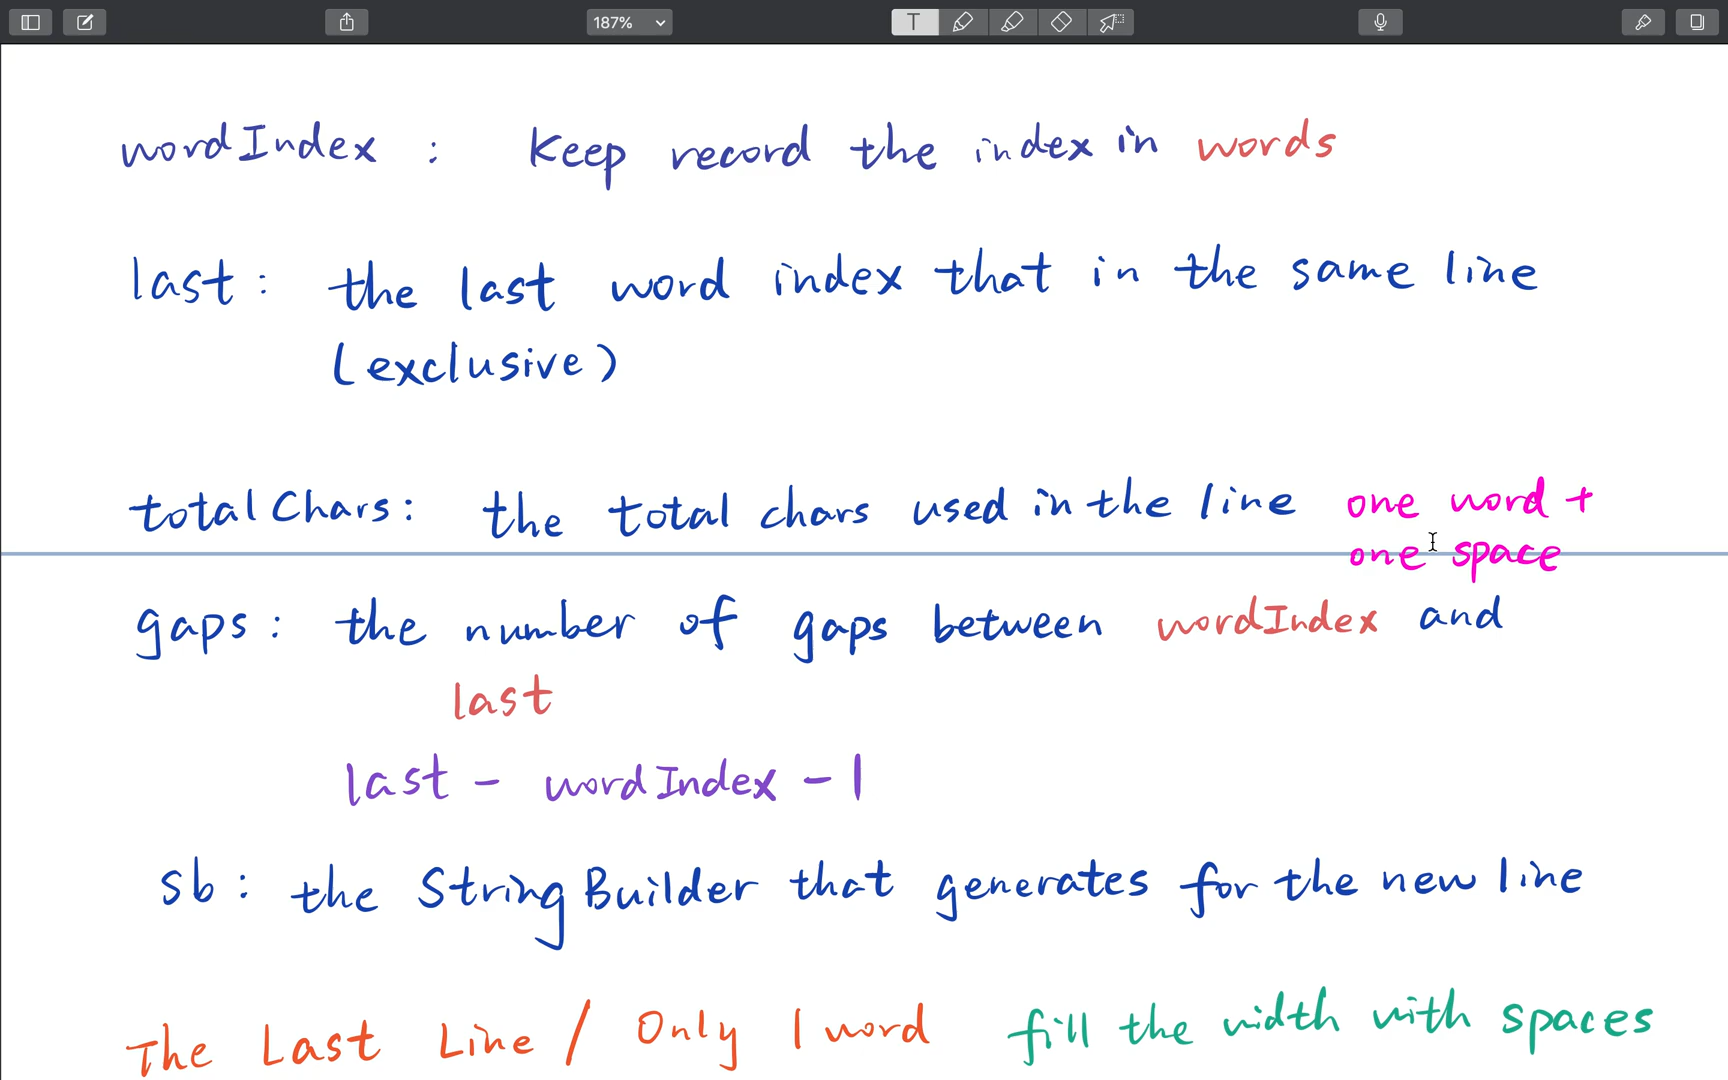 187%
T
wordIndex : Keep record the index in words
last : the last word index that in the same line
(exclusive)
totalChars : the total chars used in the line one word +
one space
gaps : the number of gaps between wordIndex and
last
last - wordIndex - 1
sb : the StringBuilder that generates for the new line
The Last Line / Only 1 word fill the width with spaces